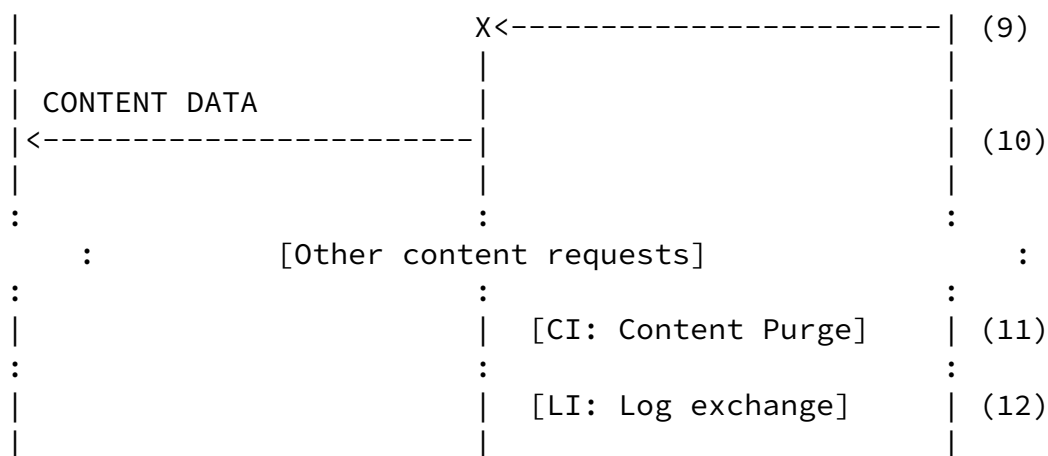 |                         X<------------------------| (9)
|                         |                         |
| CONTENT DATA            |                         |
|<------------------------|                         | (10)
|                         |                         |
:                         :                         :
    :          [Other content requests]                 :
:                         :                         :
|                         |  [CI: Content Purge]    | (11)
:                         :                         :
|                         |  [LI: Log exchange]     | (12)
|                         |                         |